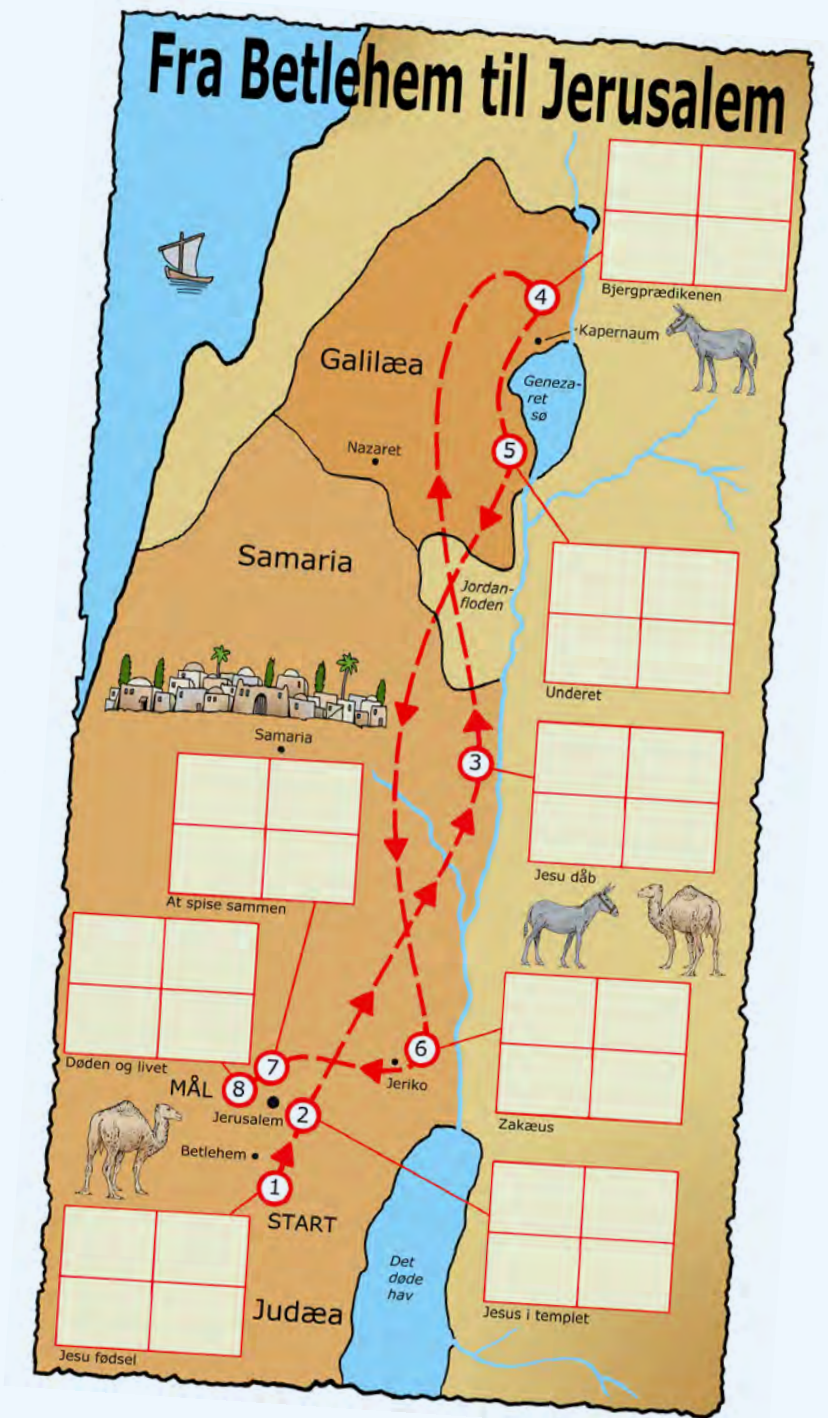 Fra Betlehem til Jerusalem
4
Bjergprædikenen
Kapernaum
Galilæa
Geneza-
ret
sø
Nazaret
5
Samaria
Jordan-
floden
Underet
Samaria
3
At spise sammen
Jesu dåb
Døden og livet
MÅL
8
7
6
Jeriko
Jerusalem
2
Zakæus
Betlehem
1
START
Det
døde
hav
Judæa
Jesus i templet
Jesu fødsel